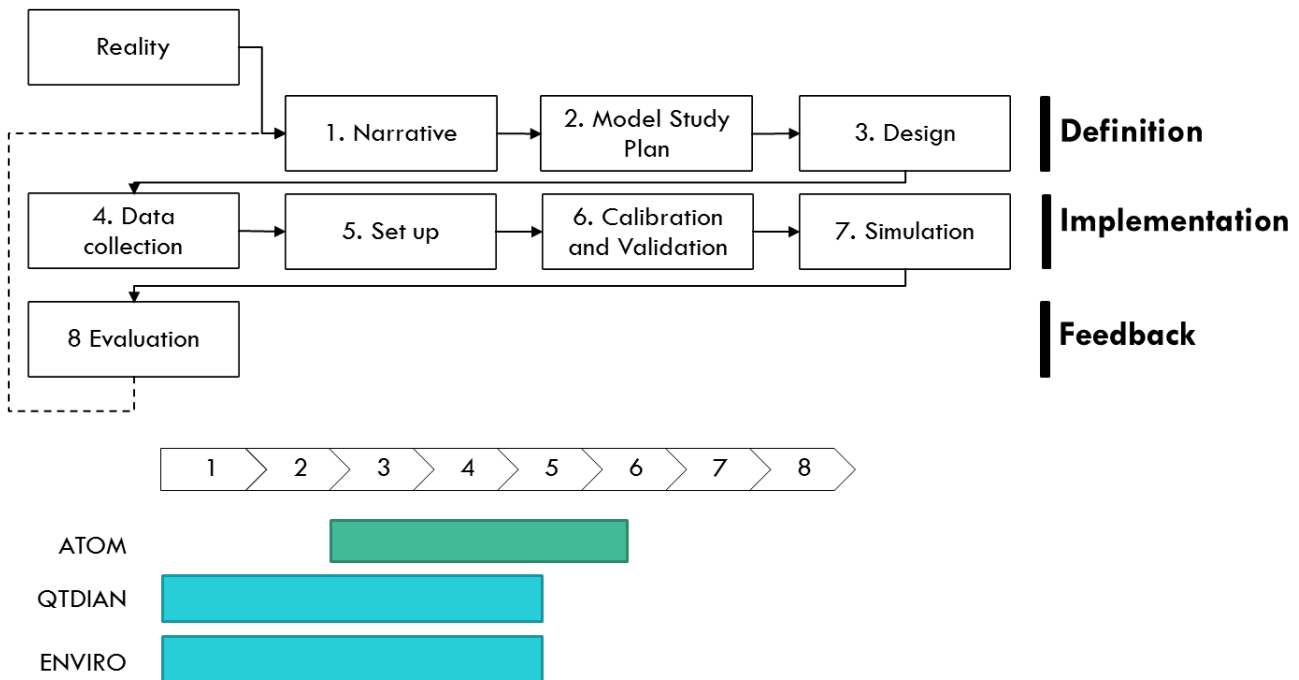 Reality
1. Narrative
2. Model Study
Plan
3. Design
Definition
4. Data
collection
5. Set up
6. Calibration
and Validation
7. Simulation
Implementation
8 Evaluation
Feedback
1 2 3 4 5 6 7 8
ATOM
QTDIAN
ENVIRO